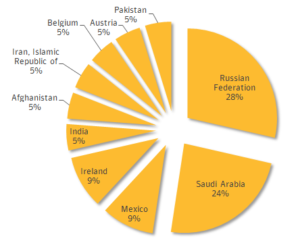 Pakistan
5%
Belgium
5%
Austria
5%
Iran, Islamic
Republic of
5%
Afghanistan
5%
India
5%
Ireland
9%
Mexico
9%
Saudi Arabia
24%
Russian
Federation
28%